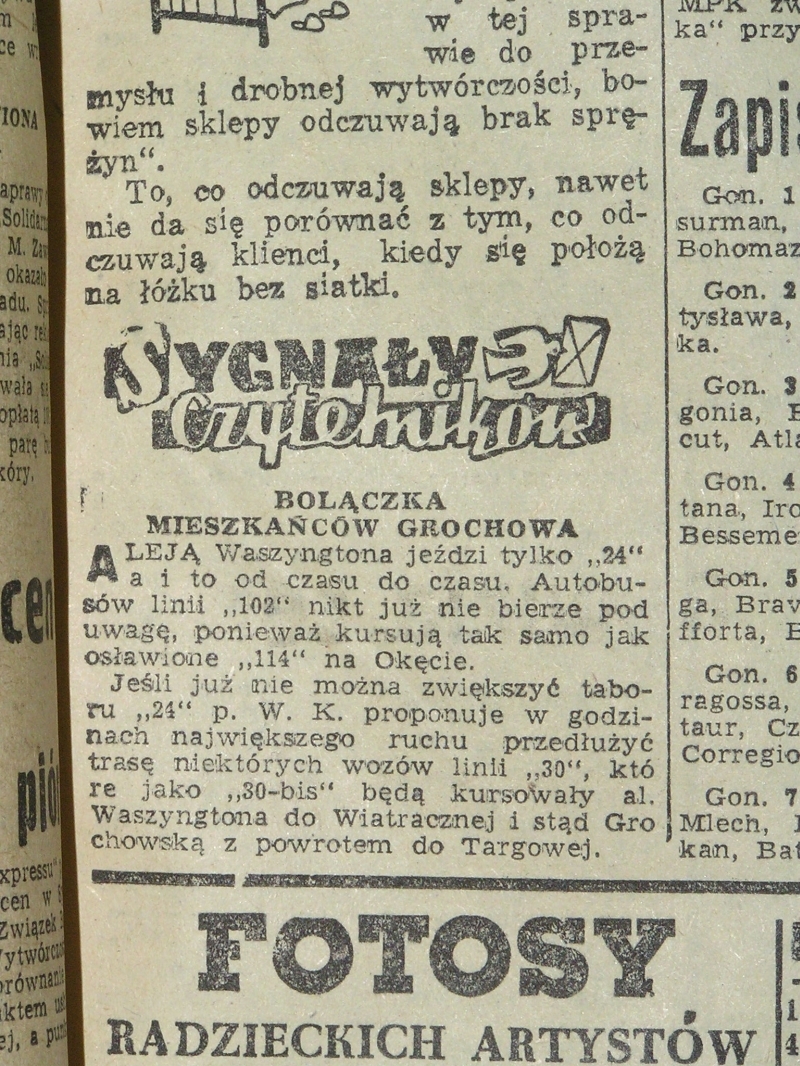 w tej spra-
wie do prze-
mysłu i drobnej wytwórczości, bo-
wiem sklepy odczuwają brak sprę-
żyn“.
To, co odczuwają sklepy, nawet
nie da się porównać z tym, co od-
czuwają klienci, kiedy się położą
na łóżku bez siatki.
SYGNAŁY
Czytelników
BOLĄCZKA
MIESZKAŃCÓW GROCHOWA
ALEJĄ Waszyngtona jeździ tylko „24“
a i to od czasu do czasu. Autobu-
sów linii „102“ nikt już nie bierze pod
uwagę, ponieważ kursują tak samo jak
osławione „114“ na Okęcie.
Jeśli już nie można zwiększyć tabo-
ru „24“ p. W. K. proponuje w godzi-
nach największego ruchu przedłużyć
trasę niektórych wozów linii „30“, któ
re jako „30-bis“ będą kursowały al.
Waszyngtona do Wiatracznej i stąd Gro
chowską z powrotem do Targowej.
FOTOSY
RADZIECKICH ARTYSTÓW
MPK
ka“ przy
Zapis
Gon. 1
surman,
Bohomaz
Gon. 2
tysława,
ka.
Gon. 3
gonia,
cut,
Gon. 4
tana,
Besseme
Gon. 5
ga,
fforta,
Gon. 6
ragossa,
taur,
Corregio
Gon. 7
Mlech,
kan,